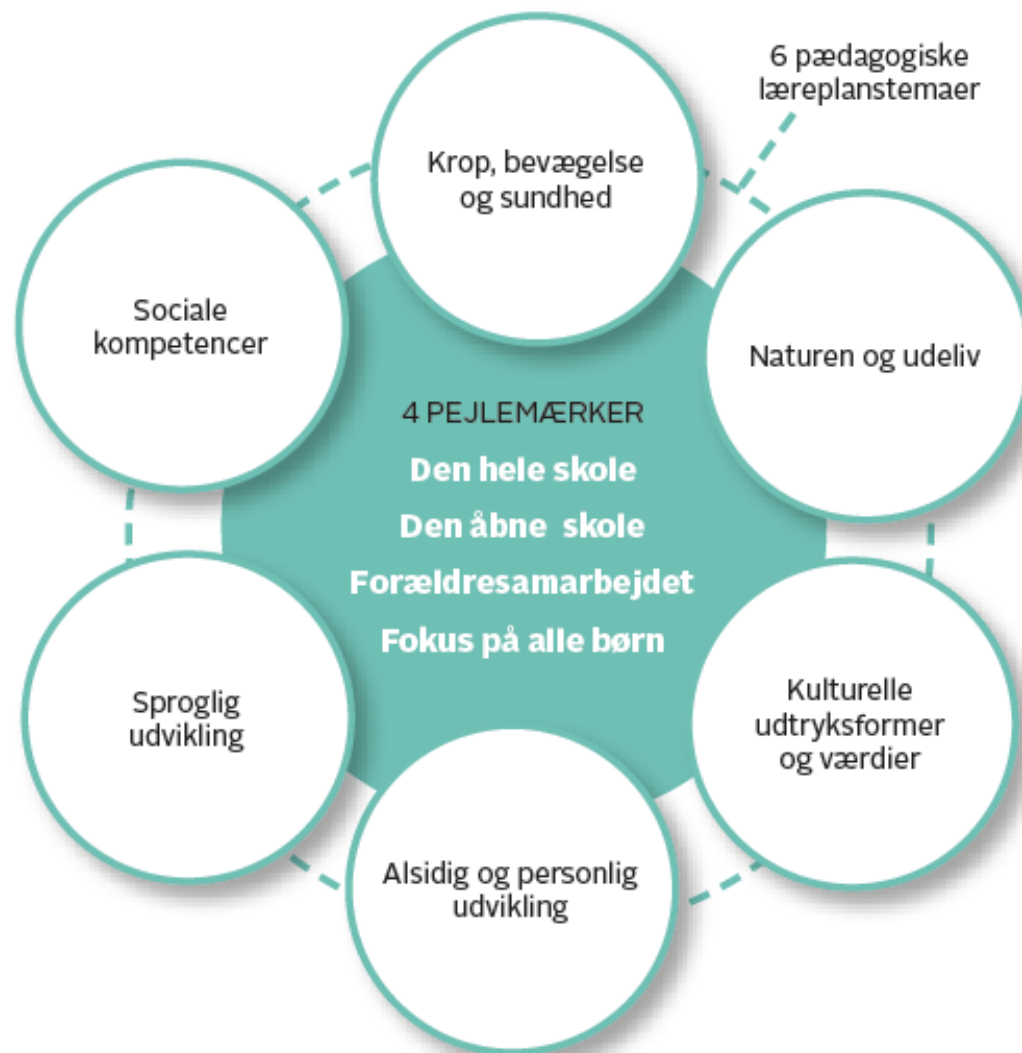 6 pædagogiske
læreplanstemaer
Krop, bevægelse
og sundhed
Sociale
kompetencer
Naturen og udeliv
4 PEJLEMÆRKER
Den hele skole
Den åbne skole
Forældresamarbejdet
Fokus på alle børn
Sproglig
udvikling
Kulturelle
udtryksformer
og værdier
Alsidig og personlig
udvikling